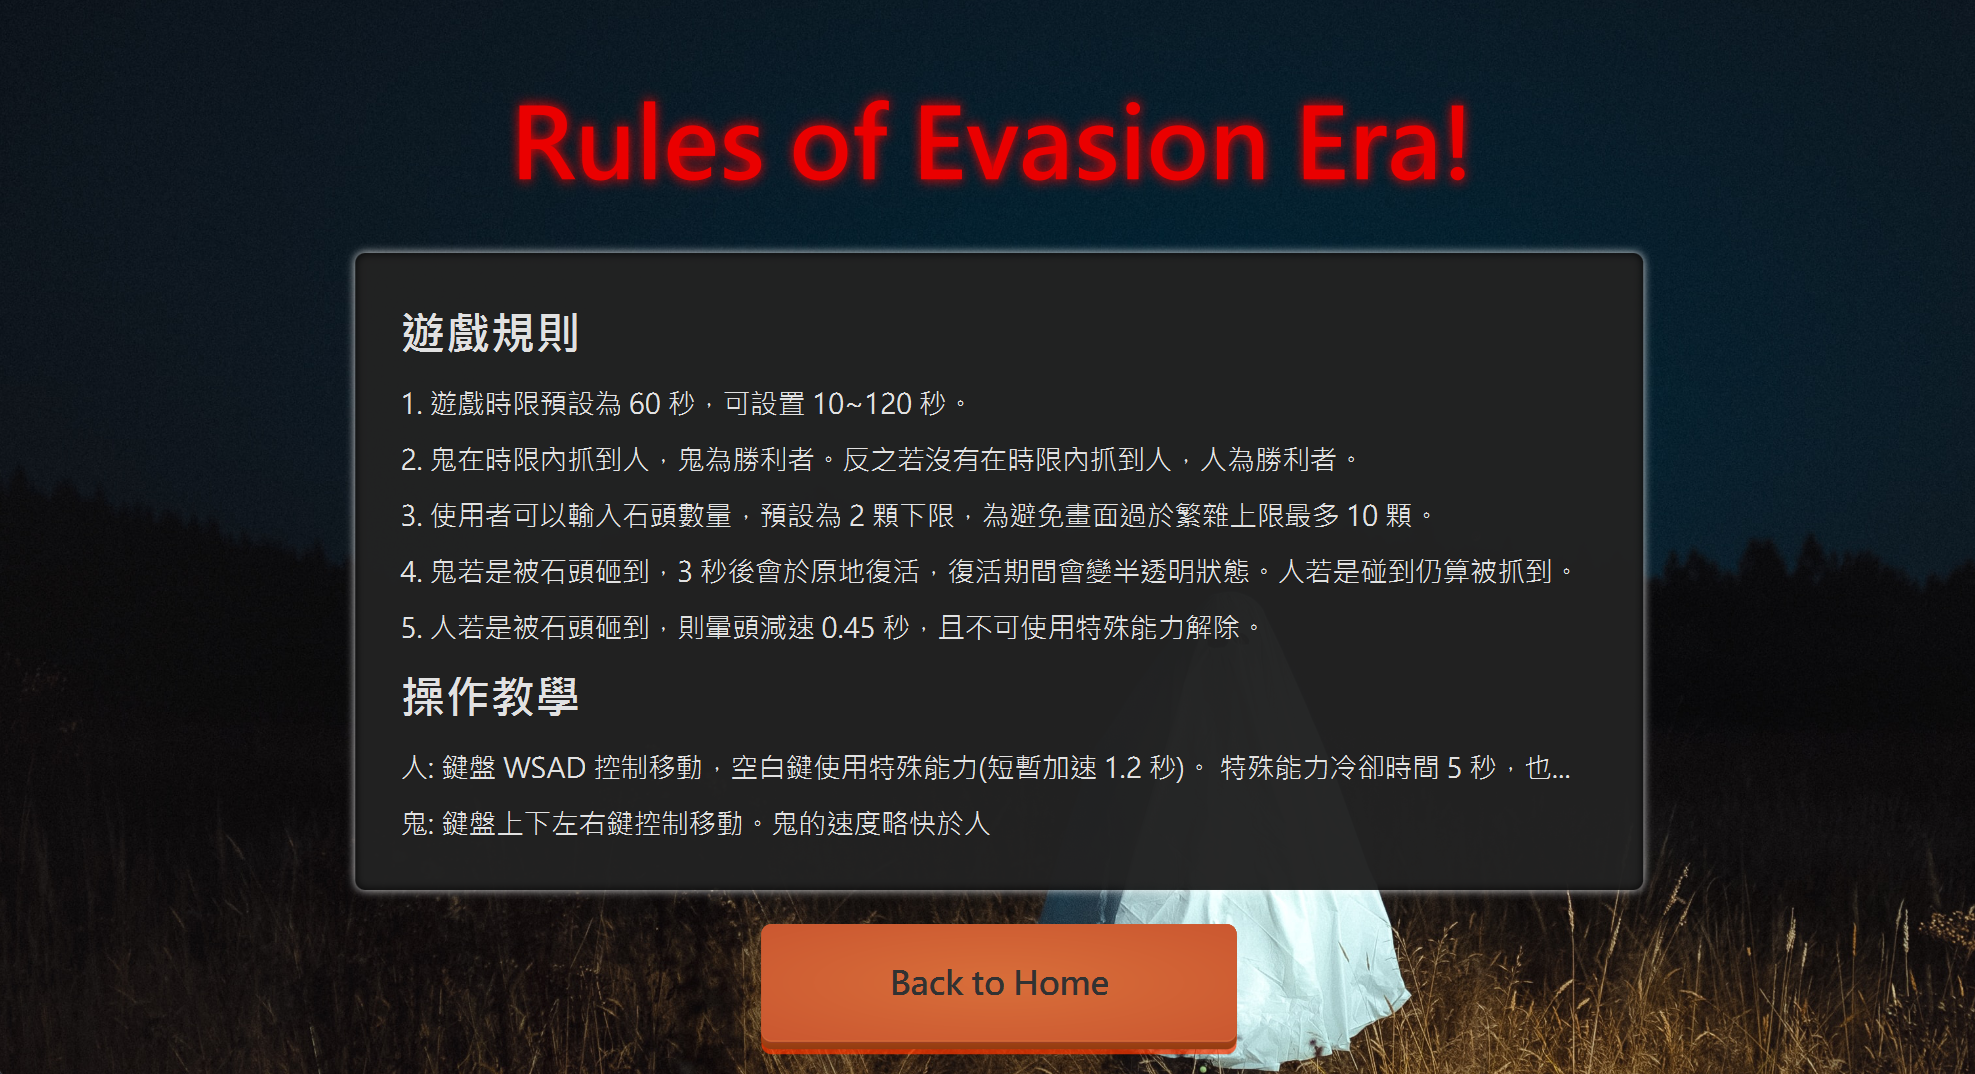 Rules of Evasion Era!
遊戲規則
1. 遊戲時限預設為 60 秒，可設置 10~120 秒。
2. 鬼在時限內抓到人，鬼為勝利者。反之若沒有在時限內抓到人，人為勝利者。
3. 使用者可以輸入石頭數量，預設為 2 顆下限，為避免畫面過於繁雜上限最多 10 顆。
4. 鬼若是被石頭砸到，3 秒後會於原地復活，復活期間會變半透明狀態。人若是碰到仍算被抓到。
5. 人若是被石頭砸到，則暈頭減速 0.45 秒，且不可使用特殊能力解除。
操作教學
人: 鍵盤 WSAD 控制移動，空白鍵使用特殊能力(短暫加速 1.2 秒)。 特殊能力冷卻時間 5 秒，也...
鬼: 鍵盤上下左右鍵控制移動。鬼的速度略快於人
Back to Home